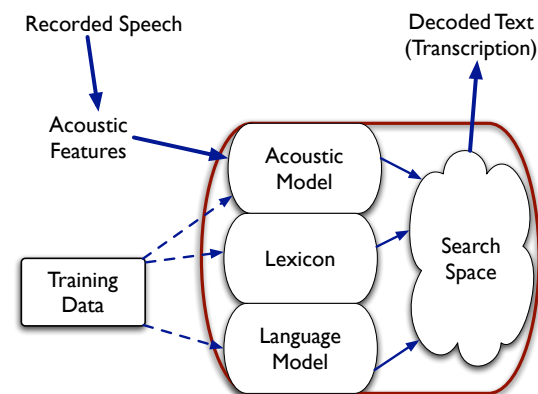 Recorded Speech
Decoded Text
(Transcription)
Acoustic
Features
Acoustic
Model
Lexicon
Search
Space
Training
Data
Language
Model